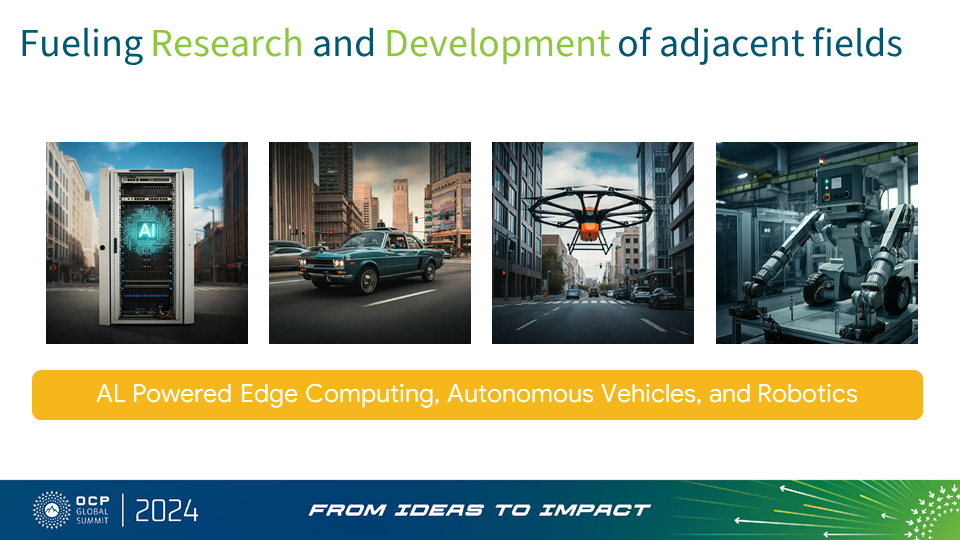 Fueling Research and Development of adjacent fields
AI
AL Powered Edge Computing, Autonomous Vehicles, and Robotics
OCP
GLOBAL
SUMMIT
2024
FROM IDEAS TO IMPACT